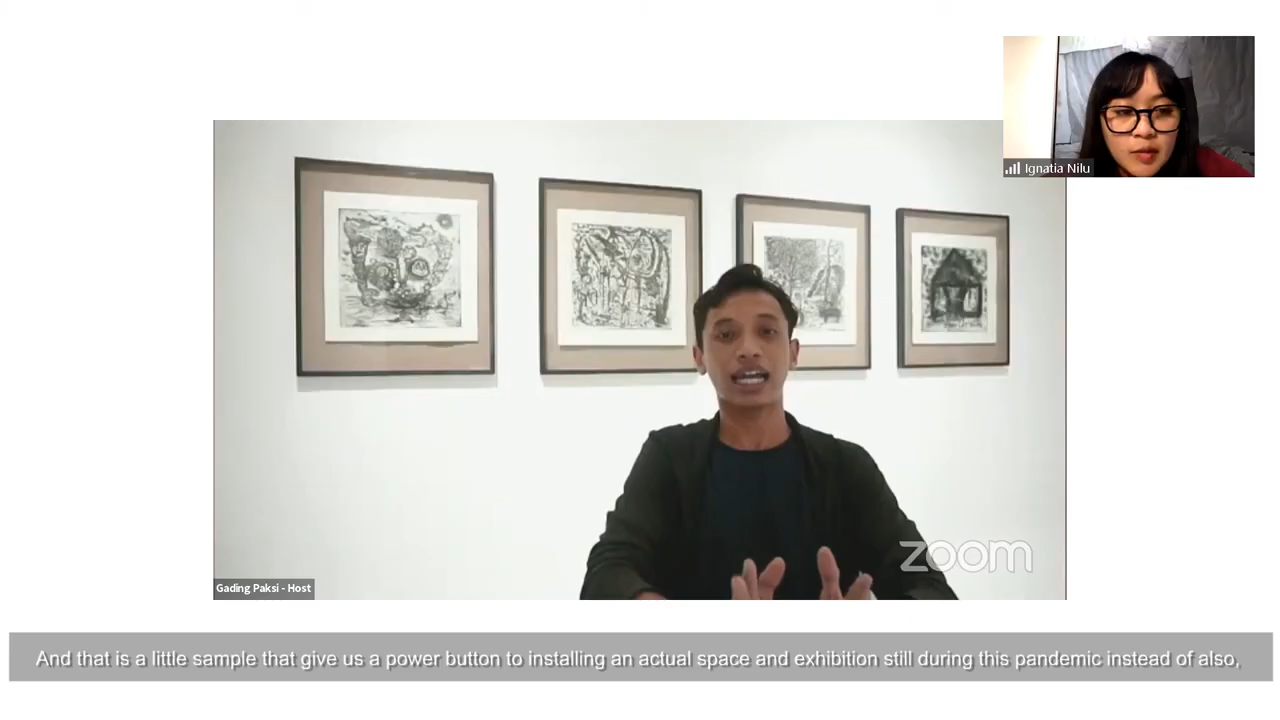 Ignatia Nilu
zoom
Gading Paksi - Host
And that is a little sample that give us a power button to installing an actual space and exhibition still during this pandemic instead of also,